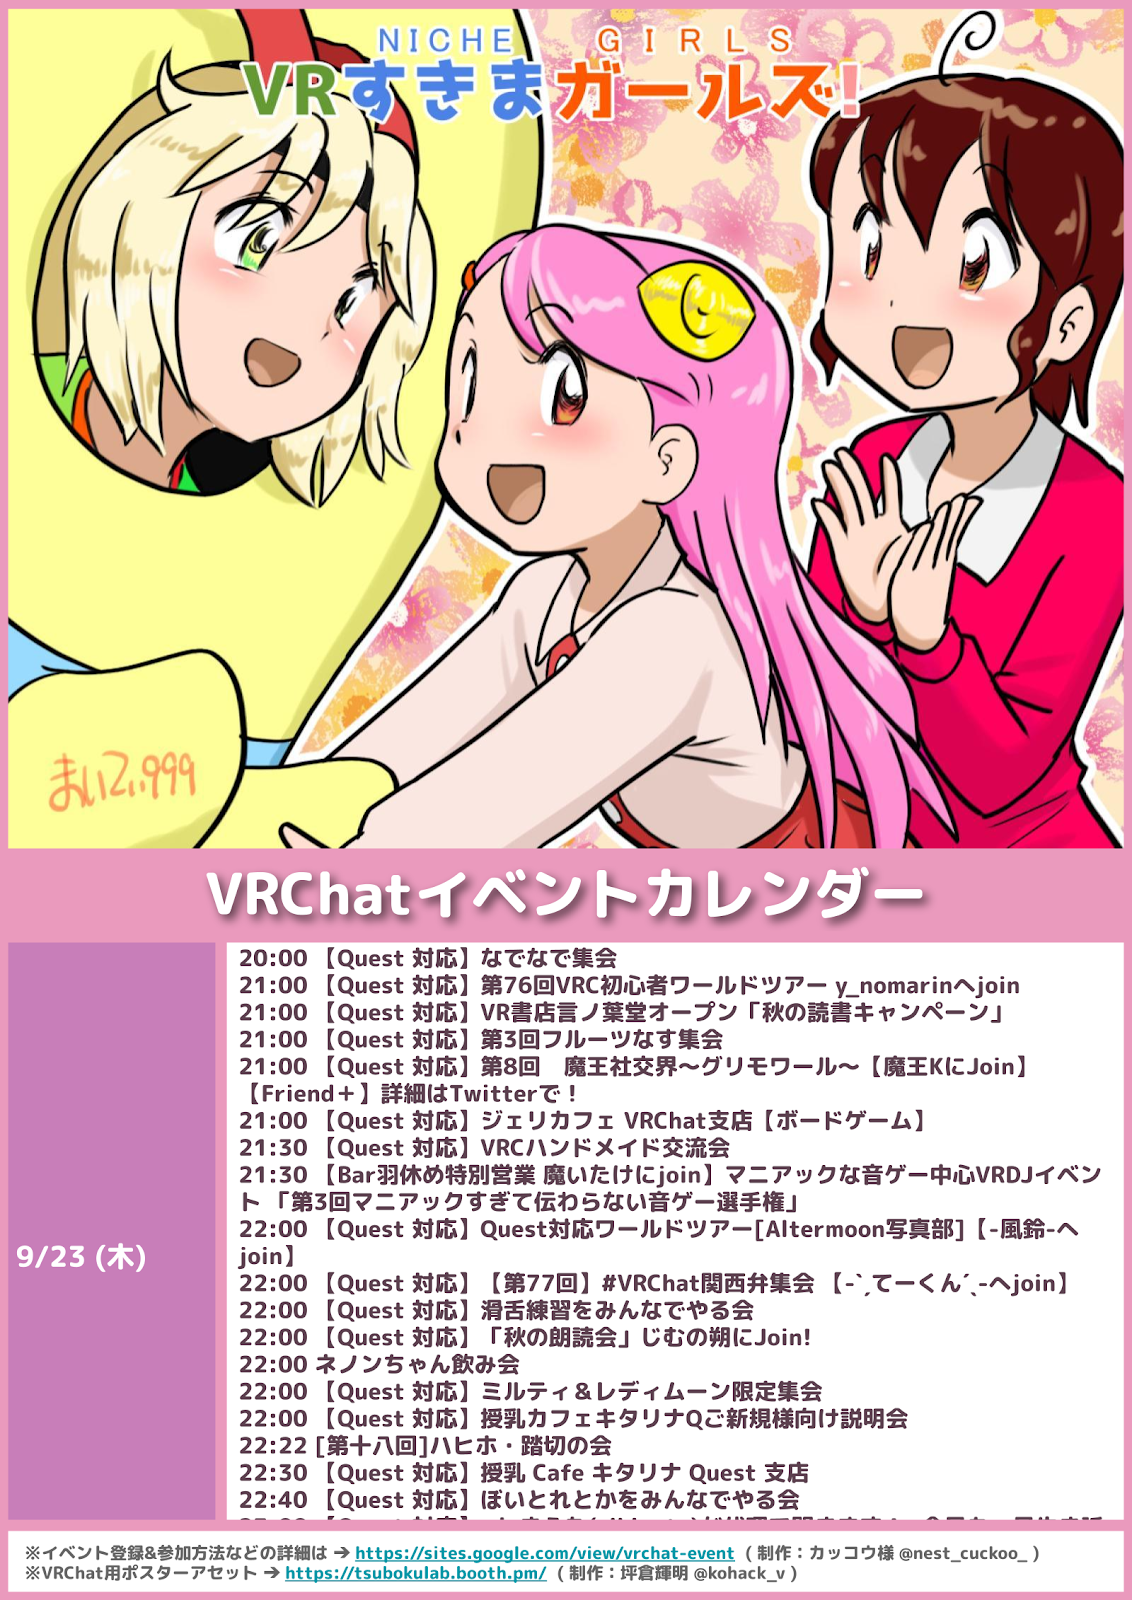 NICHE GIRLS
VRすきまガールズ!
まいてぃ999
VRChatイベントカレンダー
9/23 (木)
20:00 【Quest 対応】なでなで集会
21:00 【Quest 対応】第76回VRC初心者ワールドツアー y_nomarinへjoin
21:00 【Quest 対応】VR書店言ノ葉堂オープン「秋の読書キャンペーン」
21:00 【Quest 対応】第3回フルーツなす集会
21:00 【Quest 対応】第8回　魔王社交界～グリモワール～【魔王KにJoin】
【Friend＋】詳細はTwitterで！
21:00 【Quest 対応】ジェリカフェ VRChat支店【ボードゲーム】
21:30 【Quest 対応】VRCハンドメイド交流会
21:30 【Bar羽休め特別営業 魔いたけにjoin】マニアックな音ゲー中心VRDJイベン
ト 「第3回マニアックすぎて伝わらない音ゲー選手権」
22:00 【Quest 対応】Quest対応ワールドツアー[Altermoon写真部]【-風鈴-へ
join】
22:00 【Quest 対応】【第77回】#VRChat関西弁集会 【-ˋˏてーくんˊˎ-へjoin】
22:00 【Quest 対応】滑舌練習をみんなでやる会
22:00 【Quest 対応】「秋の朗読会」じむの朔にJoin!
22:00 ネノンちゃん飲み会
22:00 【Quest 対応】ミルティ＆レディムーン限定集会
22:00 【Quest 対応】授乳カフェキタリナQご新規様向け説明会
22:22 [第十八回]ハヒホ・踏切の会
22:30 【Quest 対応】授乳 Cafe キタリナ Quest 支店
22:40 【Quest 対応】ぼいとれとかをみんなでやる会
※イベント登録&参加方法などの詳細は ➔ https://sites.google.com/view/vrchat-event ( 制作：カッコウ様 @nest_cuckoo_ )
※VRChat用ポスターアセット ➔ https://tsubokulab.booth.pm/ ( 制作：坪倉輝明 @kohack_v )